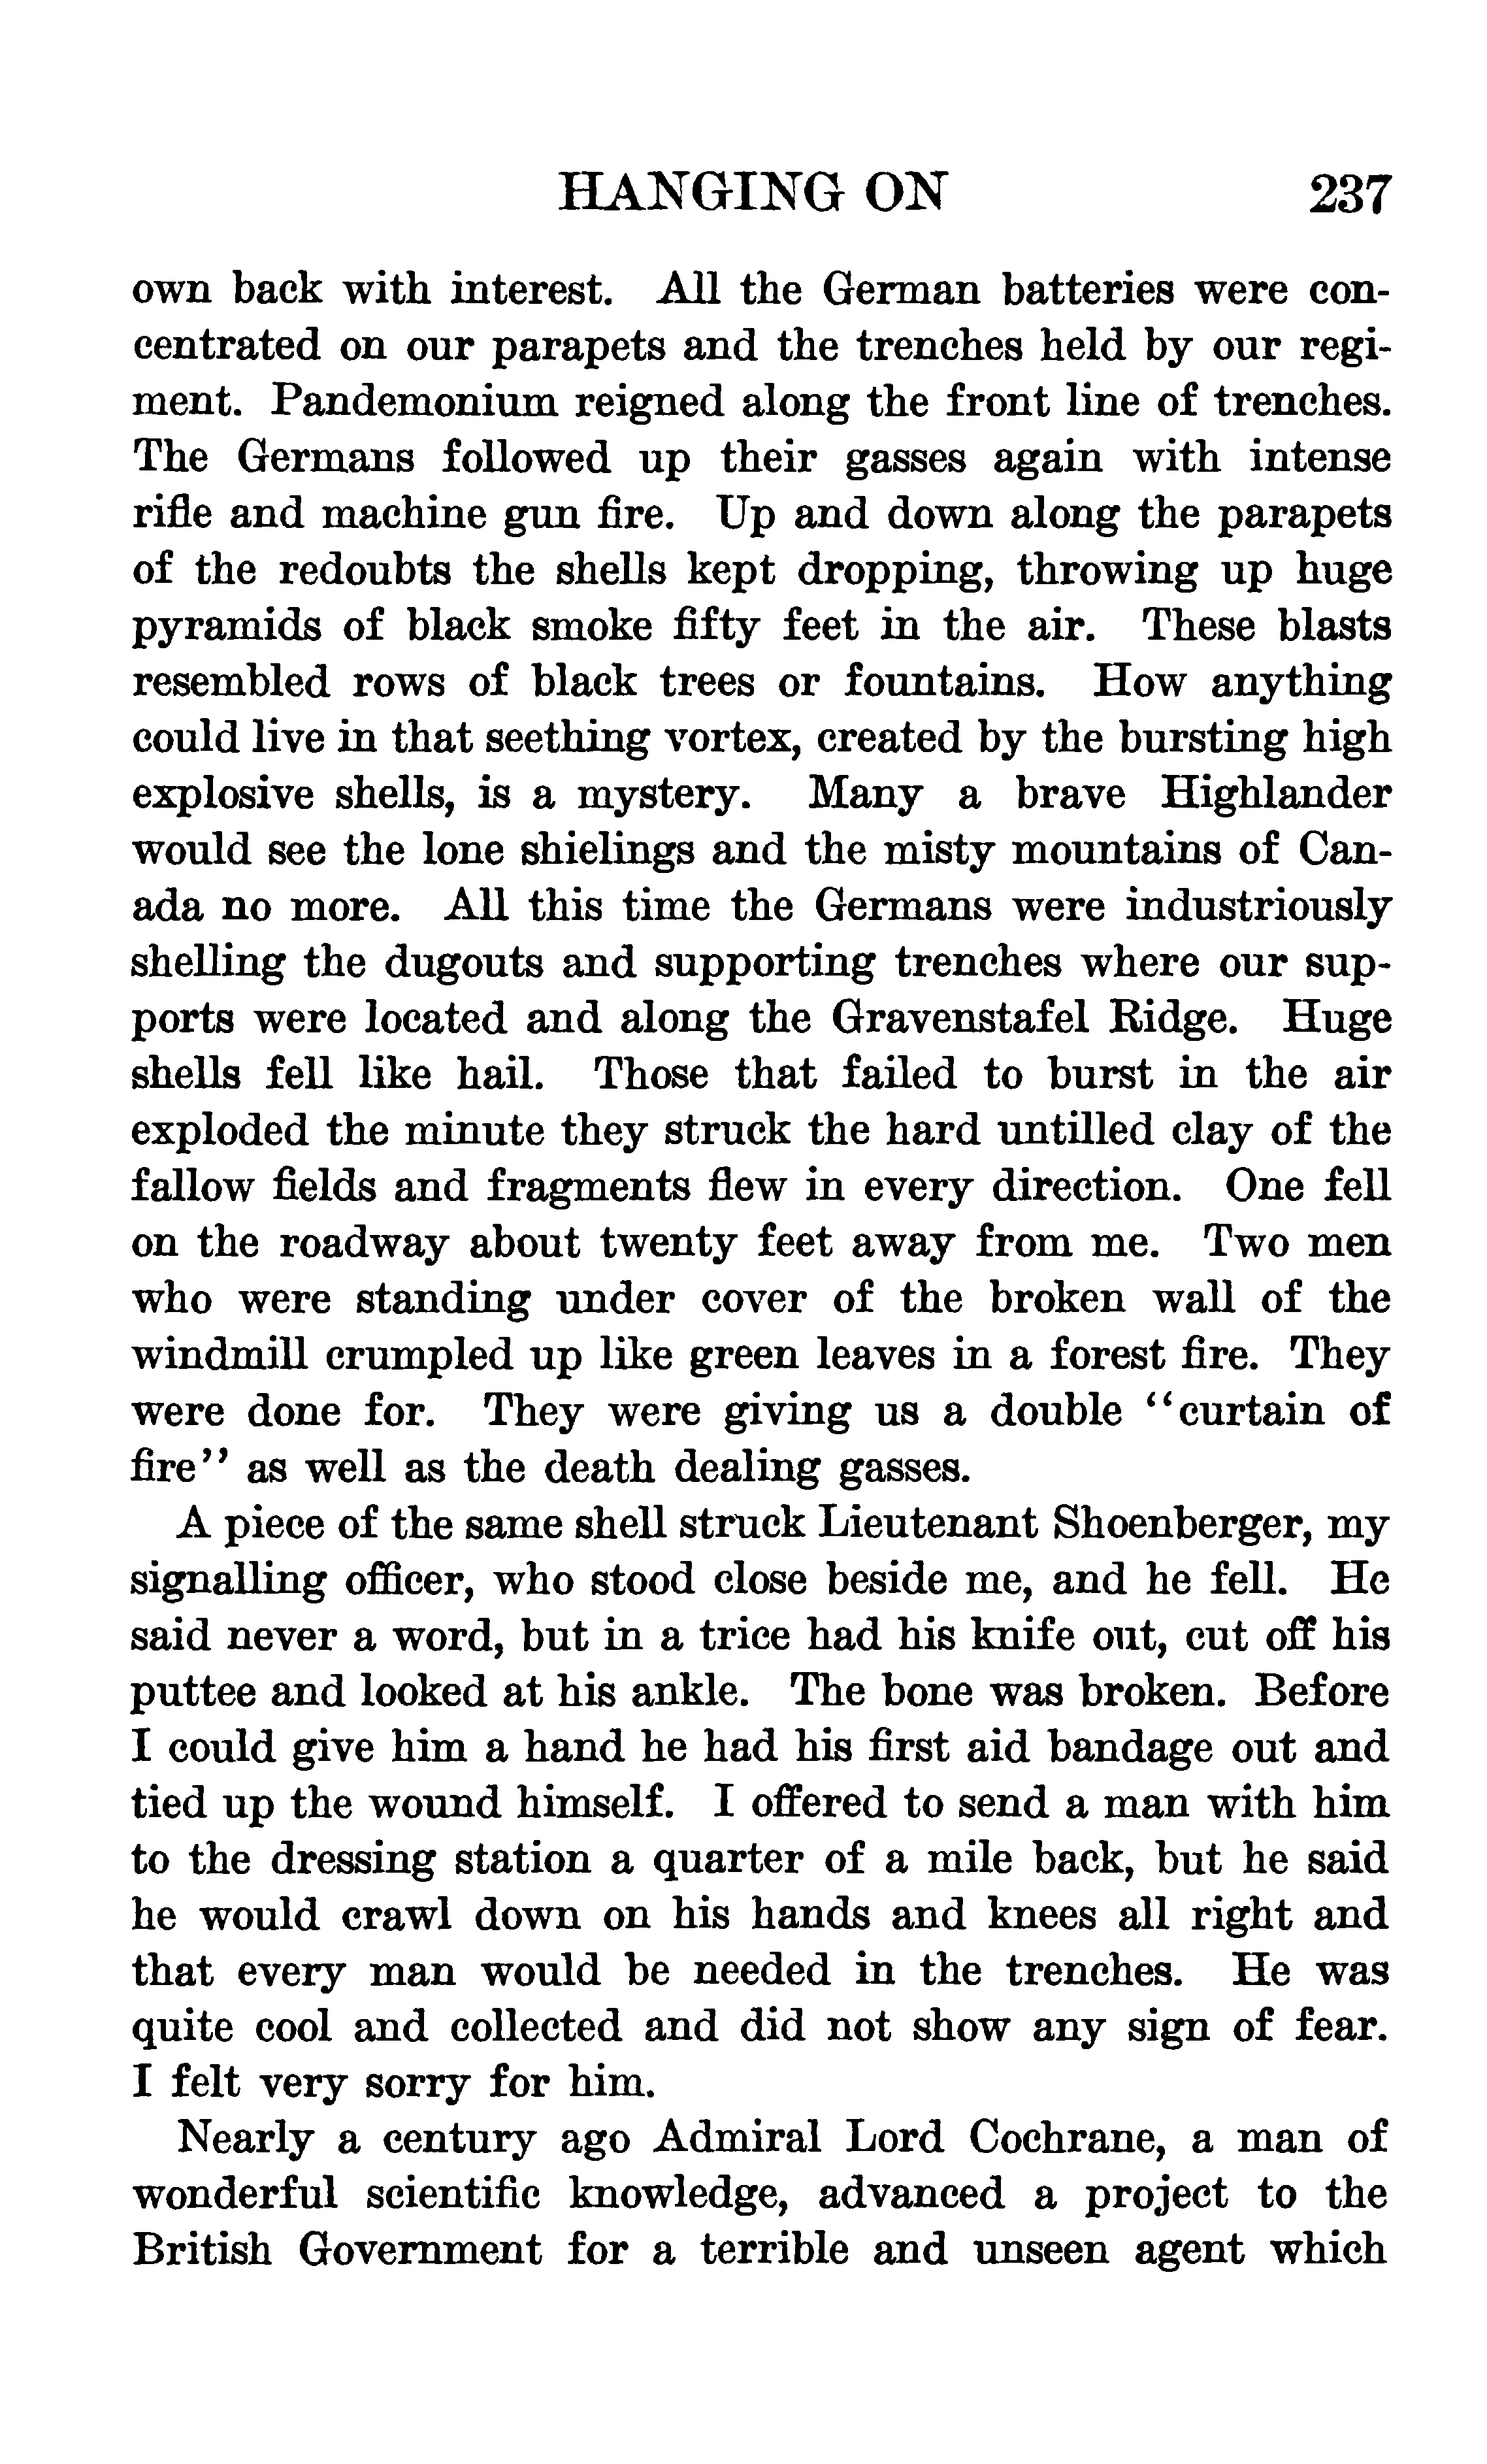 HANGING ON 237
own back with interest. All the German batteries were con-
centrated on our parapets and the trenches held by our regi-
ment. Pandemonium reigned along the front line of trenches.
The Germans followed up their gasses again with intense
rifle and machine gun fire. Up and down along the parapets
of the redoubts the shells kept dropping, throwing up huge
pyramids of black smoke fifty feet in the air. These blasts
resembled rows of black trees or fountains. How anything
could live in that seething vortex, created by the bursting high
explosive shells, is a mystery. Many a brave Highlander
would see the lone shielings and the misty mountains of Can-
ada no more. All this time the Germans were industriously
shelling the dugouts and supporting trenches where our sup-
ports were located and along the Gravenstafel Ridge. Huge
shells fell like hail. Those that failed to burst in the air
exploded the minute they struck the hard untilled clay of the
fallow fields and fragments flew in every direction. One fell
on the roadway about twenty feet away from me. Two men
who were standing under cover of the broken wall of the
windmill crumpled up like green leaves in a forest fire. They
were done for. They were giving us a double "curtain of
fire" as well as the death dealing gasses.
A piece of the same shell struck Lieutenant Shoenberger, my
signalling officer, who stood close beside me, and he fell. He
said never a word, but in a trice had his knife out, cut off his
puttee and looked at his ankle. The bone was broken. Before
I could give him a hand he had his first aid bandage out and
tied up the wound himself. I offered to send a man with him
to the dressing station a quarter of a mile back, but he said
he would crawl down on his hands and knees all right and
that every man would be needed in the trenches. He was
quite cool and collected and did not show any sign of fear.
I felt very sorry for him.
Nearly a century ago Admiral Lord Cochrane, a man of
wonderful scientific knowledge, advanced a project to the
British Government for a terrible and unseen agent which